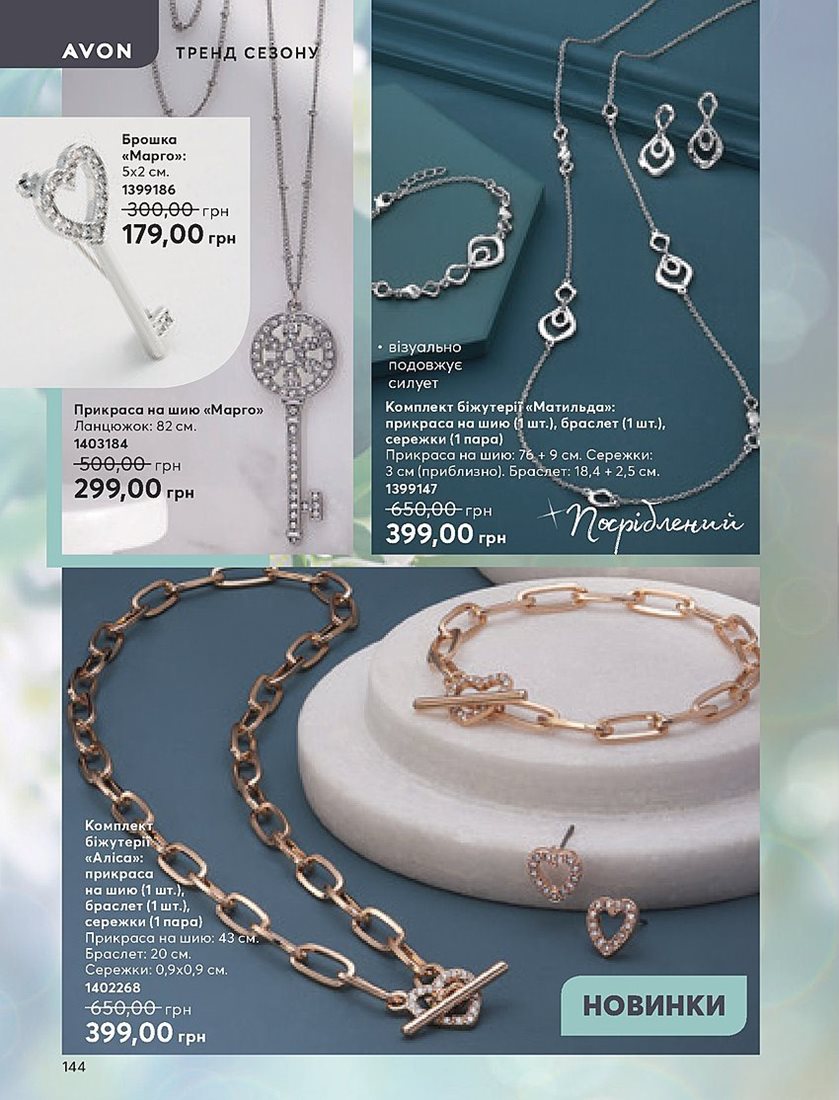 AVON
ТРЕНД СЕЗОНУ
Брошка
«Марго»:
5х2 см.
1399186
300,00 грн
179,00 грн
Прикраса на шию «Марго»
Ланцюжок: 82 см.
1403184
500,00 грн
299,00 грн
• візуально
подовжує
силует
Комплект біжутерії «Матильда»:
прикраса на шию (1 шт.), браслет (1 шт.),
сережки (1 пара)
Прикраса на шию: 76 + 9 см. Сережки:
3 см (приблизно). Браслет: 18,4 + 2,5 см.
1399147
650,00 грн
399,00 грн
+Посріблений
Комплект
біжутерії
«Аліса»:
прикраса
на шию (1 шт.),
браслет (1 шт.),
сережки (1 пара)
Прикраса на шию: 43 см.
Браслет: 20 см.
Сережки: 0,9х0,9 см.
1402268
650,00 грн
399,00 грн
НОВИНКИ
144